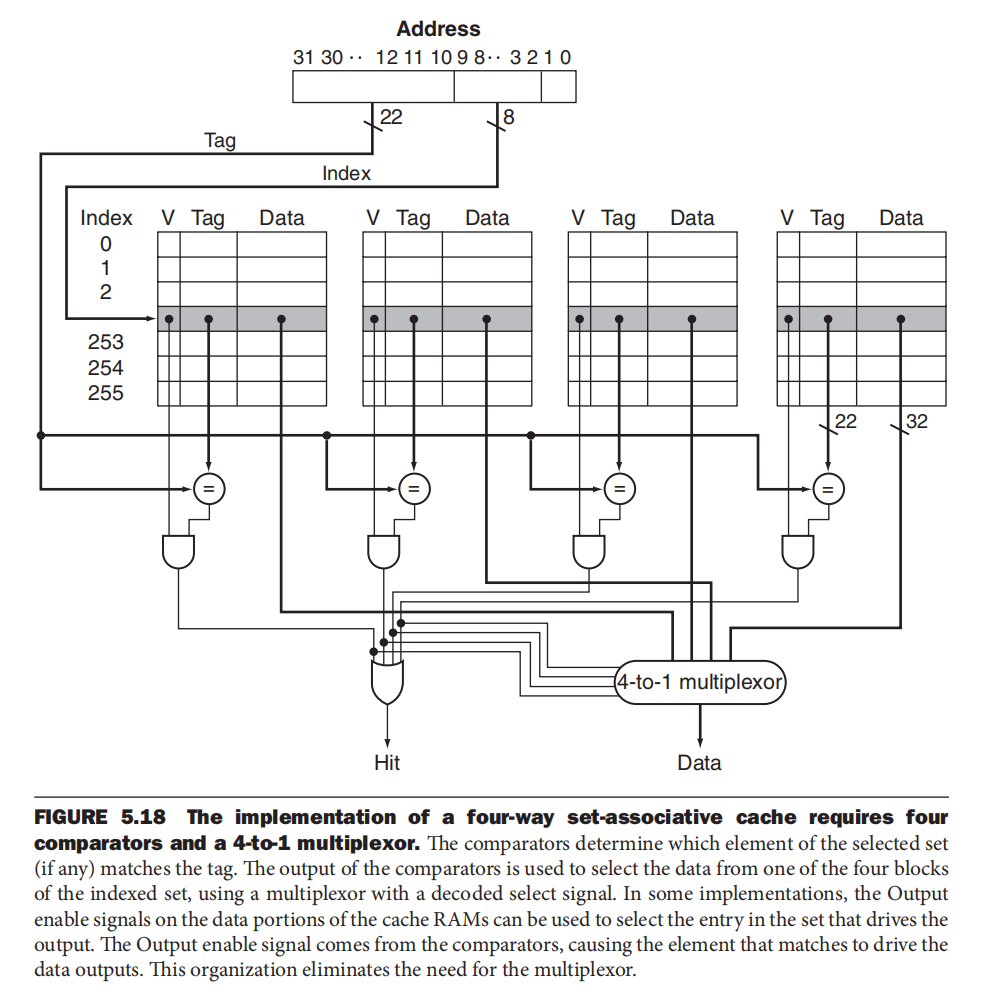 Address
31 30 ·· 12 11 10 9 8 ·· 3 2 1 0
22
8
Tag
Index
Index V Tag Data V Tag Data V Tag Data V Tag Data
0
1
2
253
254
255
22
32
= = = =
4-to-1 multiplexor
Hit
Data
FIGURE 5.18 The implementation of a four-way set-associative cache requires four
comparators and a 4-to-1 multiplexor. The comparators determine which element of the selected set
(if any) matches the tag. The output of the comparators is used to select the data from one of the four blocks
of the indexed set, using a multiplexor with a decoded select signal. In some implementations, the Output
enable signals on the data portions of the cache RAMs can be used to select the entry in the set that drives the
output. The Output enable signal comes from the comparators, causing the element that matches to drive the
data outputs. This organization eliminates the need for the multiplexor.